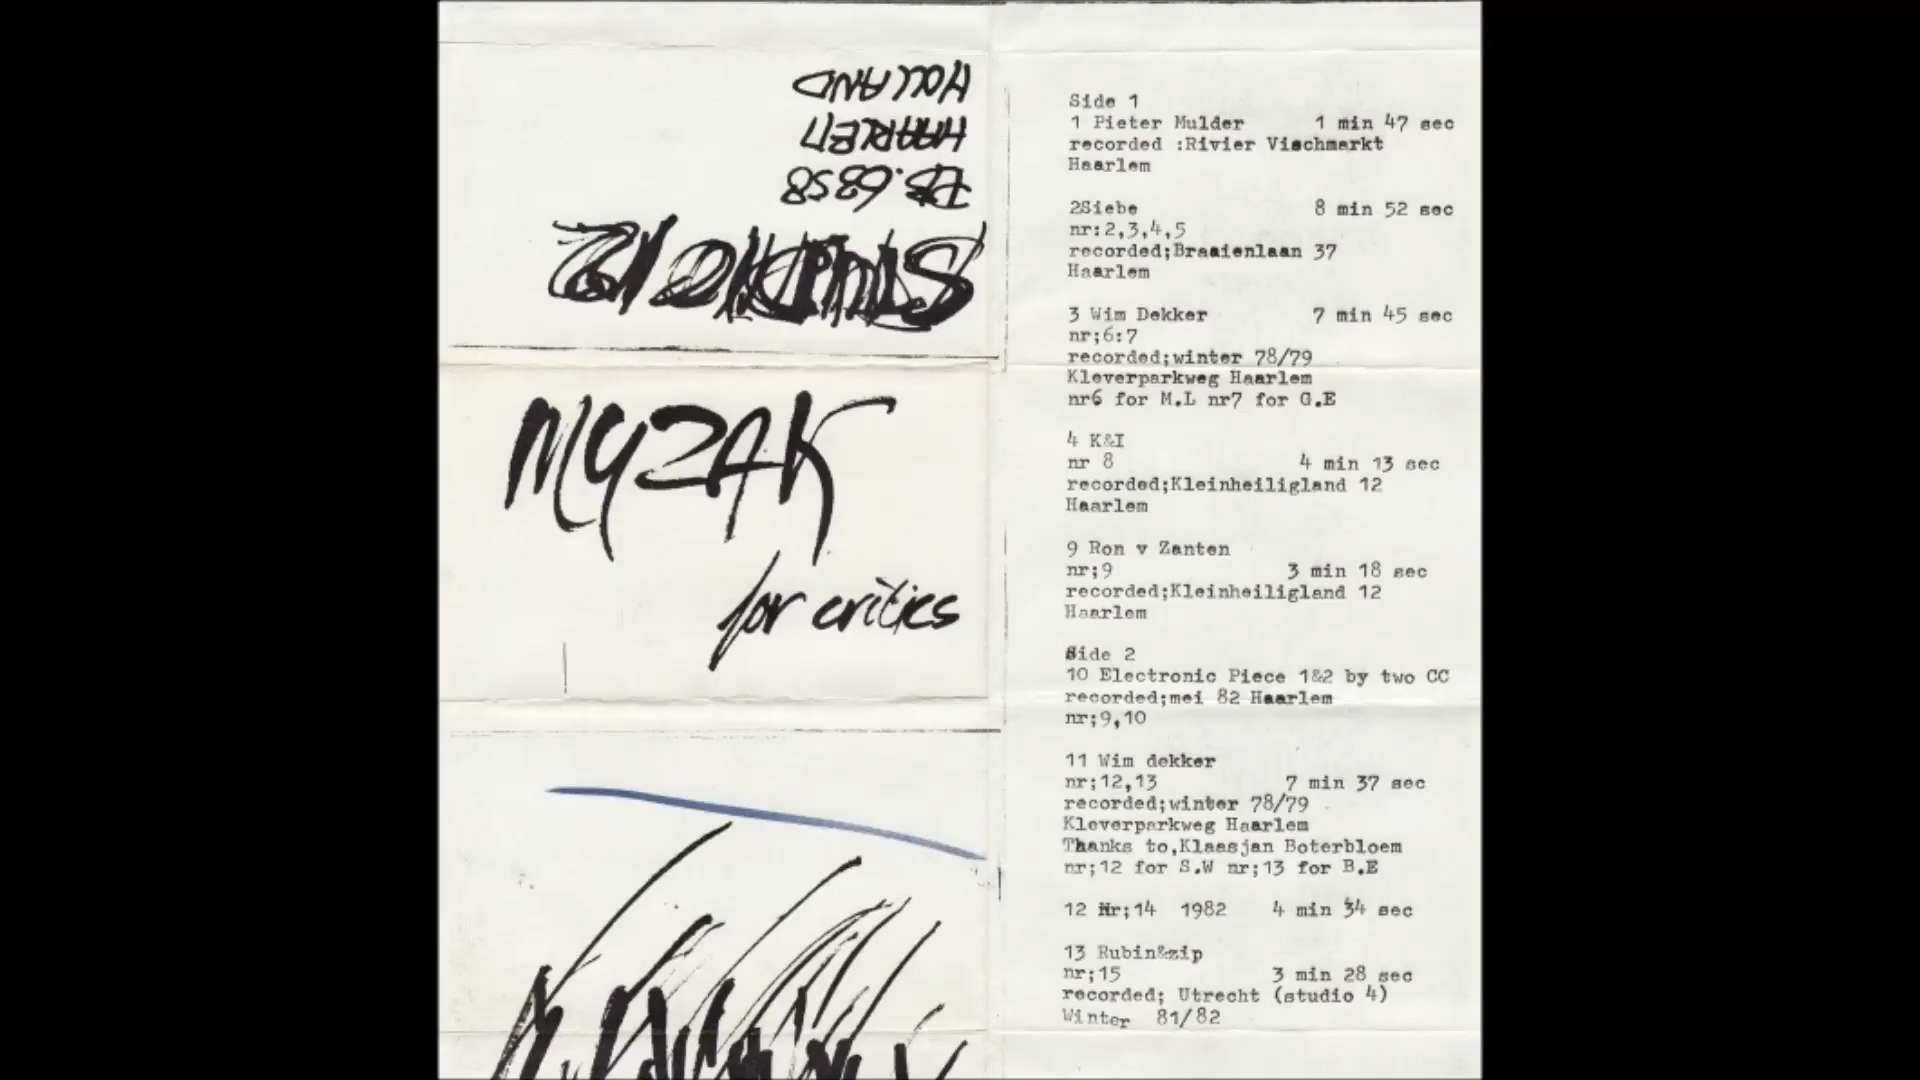 STUDIO 12
P.B. 6358
HAARLEM
HOLLAND
MUZAK
for critics
Side 1
1 Pieter Mulder 1 min 47 sec
recorded :Rivier Vischmarkt
Haarlem
2Siebe 8 min 52 sec
nr:2,3,4,5
recorded;Braaienlaan 37
Haarlem
3 Wim Dekker 7 min 45 sec
nr;6:7
recorded;winter 78/79
Kleverparkweg Haarlem
nr6 for M.L nr7 for G.E
4 K&I
nr 8 4 min 13 sec
recorded;Kleinheiligland 12
Haarlem
9 Ron v Zanten
nr;9 3 min 18 sec
recorded;Kleinheiligland 12
Haarlem
Side 2
10 Electronic Piece 1&2 by two CC
recorded;mei 82 Haarlem
nr;9,10
11 Wim dekker
nr;12,13 7 min 37 sec
recorded;winter 78/79
Kleverparkweg Haarlem
Thanks to,Klaasjan Boterbloem
nr;12 for S.W nr;13 for B.E
12 Nr;14 1982 4 min 34 sec
13 Rubin&zip
nr;15 3 min 28 sec
recorded; Utrecht (studio 4)
Winter 81/82